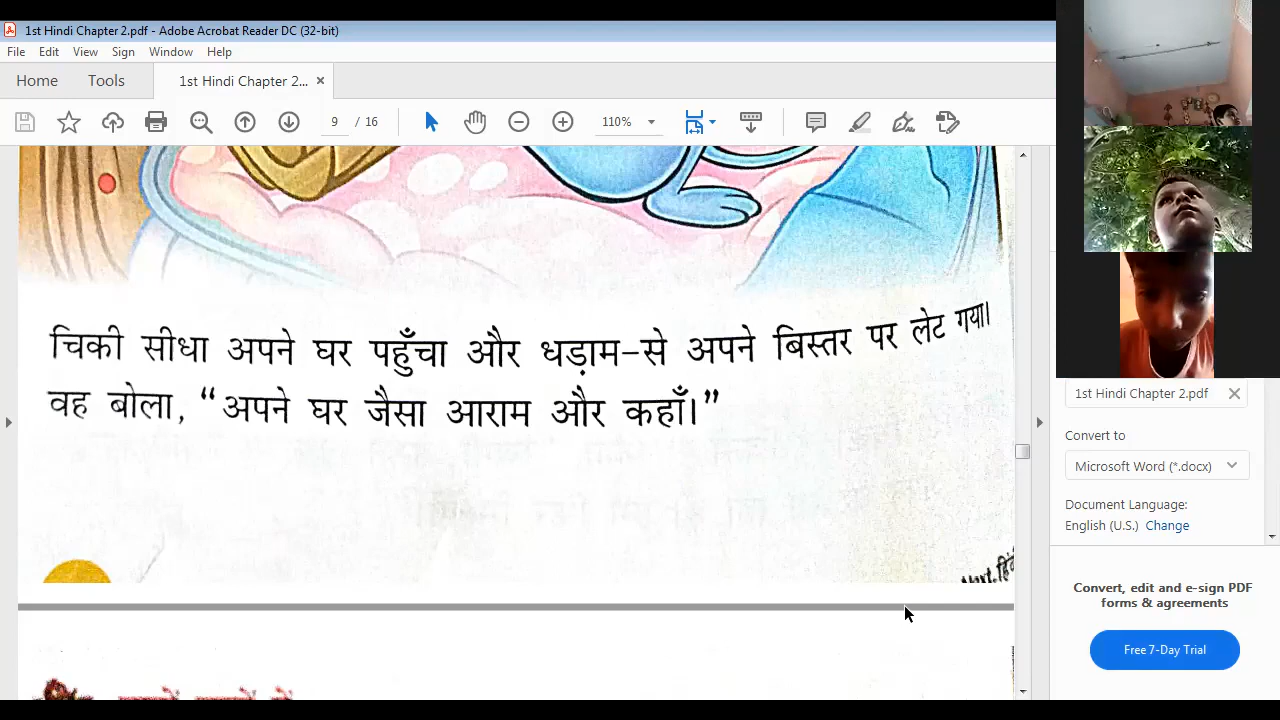 1st Hindi Chapter 2.pdf - Adobe Acrobat Reader DC (32-bit)
File Edit View Sign Window Help
Home Tools 1st Hindi Chapter 2... ×
9 / 16 110%
चिकी सीधा अपने घर पहुँचा और धड़ाम-से अपने बिस्तर पर लेट गया।
वह बोला, “अपने घर जैसा आराम और कहाँ।”
1st Hindi Chapter 2.pdf
Convert to
Microsoft Word (*.docx)
Document Language:
English (U.S.) Change
Convert, edit and e-sign PDF
forms & agreements
Free 7-Day Trial